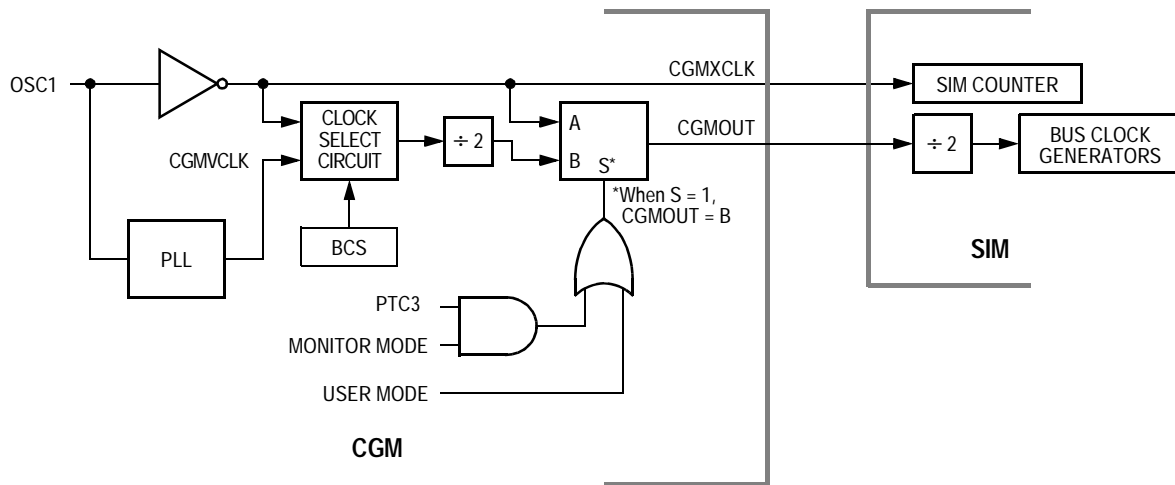 OSC1
CGMXCLK
SIM COUNTER
CLOCK
SELECT
CIRCUIT
CGMVCLK
÷ 2
A
B
S*
CGMOUT
÷ 2
BUS CLOCK
GENERATORS
*When S = 1,
CGMOUT = B
PLL
BCS
SIM
PTC3
MONITOR MODE
USER MODE
CGM